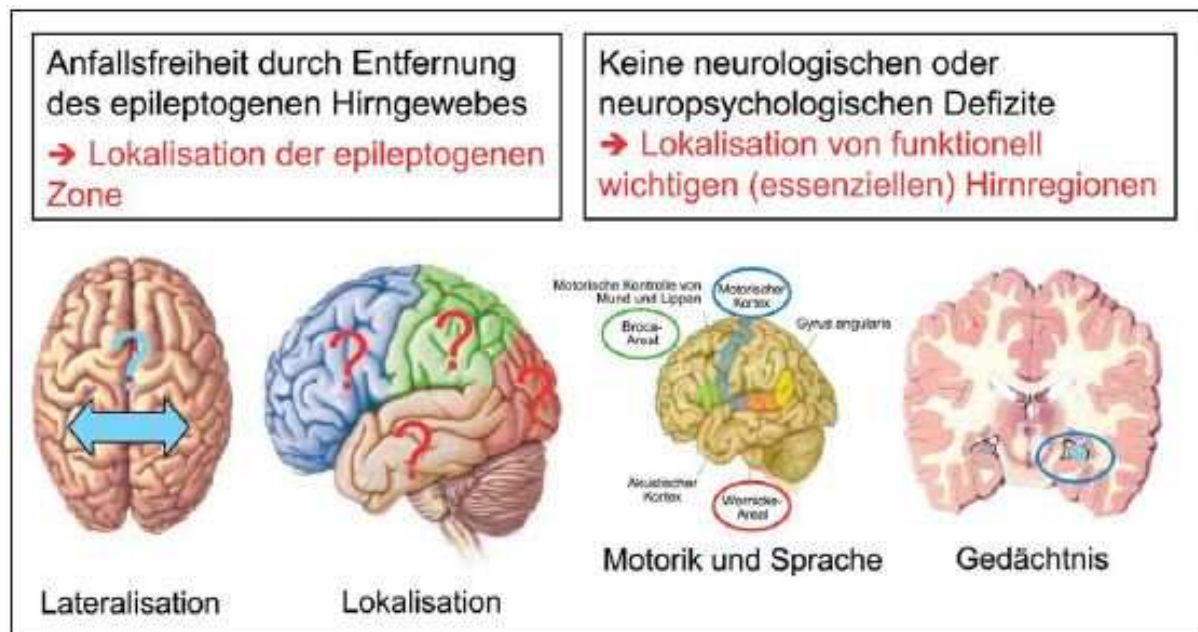 Anfallsfreiheit durch Entfernung
des epileptogenen Hirngewebes
➔ Lokalisation der epileptogenen
Zone
Keine neurologischen oder
neuropsychologischen Defizite
➔ Lokalisation von funktionell
wichtigen (essenziellen) Hirnregionen
?
? ? ? ?
Motorische Kontrolle von
Mund und Lippen
Motorischer
Kortex
Broca-
Areal
Gyrus angularis
Akustischer
Kortex
Wernicke-
Areal
Lateralisation
Lokalisation
Motorik und Sprache
Gedächtnis